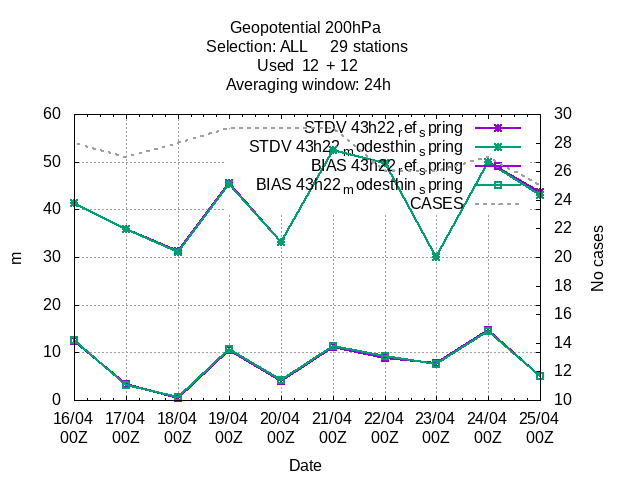 Geopotential 200hPa
Selection: ALL 29 stations
Used 12 + 12
Averaging window: 24h
60
50
40
30
20
10
0
m
30
28
26
24
22
20
18
16
14
12
10
No cases
STDV 43h22_ref_spring
STDV 43h22_modesthin_spring
BIAS 43h22_ref_spring
BIAS 43h22_modesthin_spring
CASES
16/04 17/04 18/04 19/04 20/04 21/04 22/04 23/04 24/04 25/04
00Z 00Z 00Z 00Z 00Z 00Z 00Z 00Z 00Z 00Z
Date